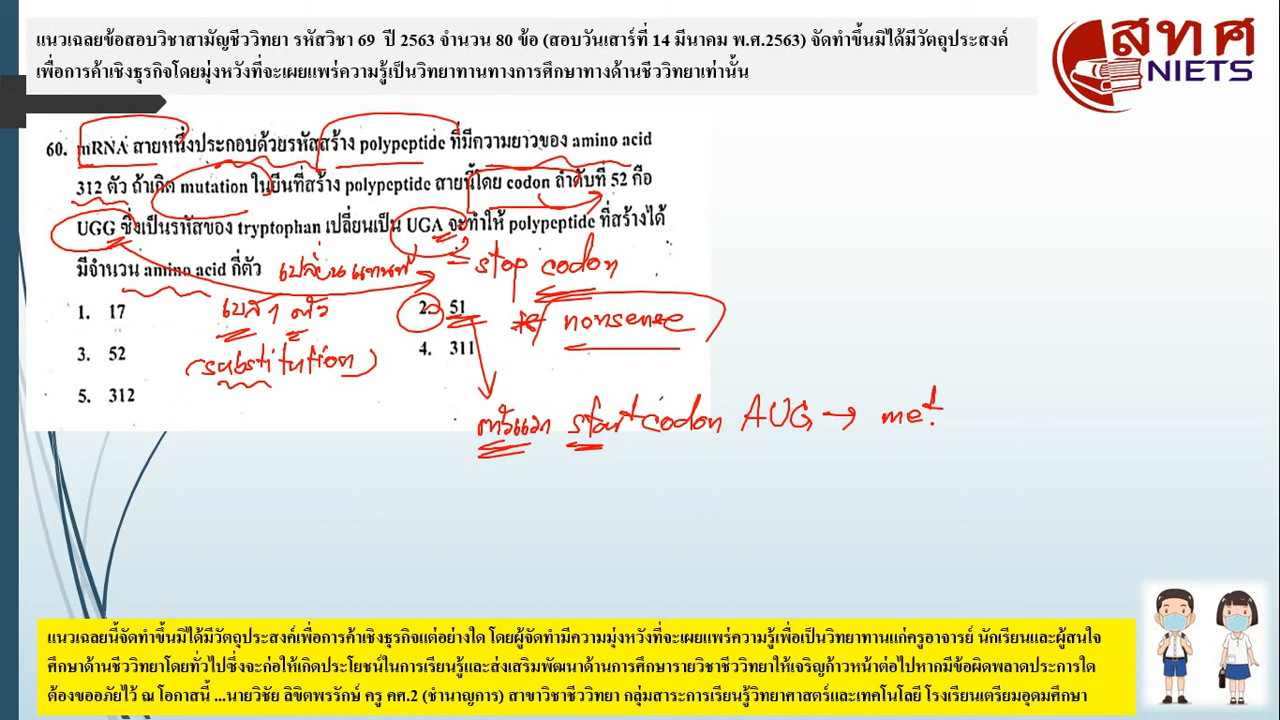 แนวเฉลยข้อสอบวิชาสามัญชีววิทยา รหัสวิชา 69 ปี 2563 จำนวน 80 ข้อ (สอบวันเสาร์ที่ 14 มีนาคม พ.ศ.2563) จัดทำขึ้นมิได้มีวัตถุประสงค์
เพื่อการค้าเชิงธุรกิจโดยมุ่งหวังที่จะเผยแพร่ความรู้เป็นวิทยาทานทางการศึกษาทางด้านชีววิทยาเท่านั้น
สทศ
NIETS
60. mRNA สายหนึ่งประกอบด้วยรหัสสร้าง polypeptide ที่มีความยาวของ amino acid
312 ตัว ถ้าเกิด mutation ในยีนที่สร้าง polypeptide สายนี้โดย codon ลำดับที่ 52 คือ
UGG ซึ่งเป็นรหัสของ tryptophan เปลี่ยนเป็น UGA จะทำให้ polypeptide ที่สร้างได้
มีจำนวน amino acid กี่ตัว
เปลี่ยนแทนที่
= stop codon
1. 17
เบส 1 ตัว
2. 51
* nonsense
3. 52
(substitution)
4. 311
5. 312
ตัวแรก start codon AUG → met
แนวเฉลยนี้จัดทำขึ้นมิได้มีวัตถุประสงค์เพื่อการค้าเชิงธุรกิจแต่อย่างใด โดยผู้จัดทำมีความมุ่งหวังที่จะเผยแพร่ความรู้เพื่อเป็นวิทยาทานแก่ครูอาจารย์ นักเรียนและผู้สนใจ
ศึกษาด้านชีววิทยาโดยทั่วไปซึ่งจะก่อให้เกิดประโยชน์ในการเรียนรู้และส่งเสริมพัฒนาด้านการศึกษารายวิชาชีววิทยาให้เจริญก้าวหน้าต่อไปหากมีข้อผิดพลาดประการใด
ต้องขออภัยไว้ ณ โอกาสนี้ ...นายวิชัย ลิขิตพรรักษ์ ครู คศ.2 (ชำนาญการ) สาขาวิชาชีววิทยา กลุ่มสาระการเรียนรู้วิทยาศาสตร์และเทคโนโลยี โรงเรียนเตรียมอุดมศึกษา